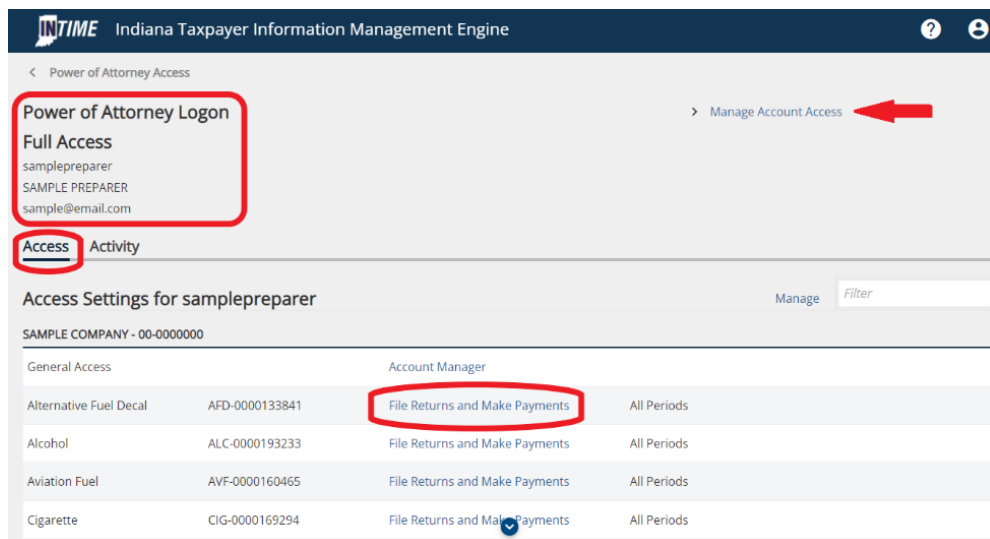 INTIME Indiana Taxpayer Information Management Engine ?
< Power of Attorney Access
Power of Attorney Logon
> Manage Account Access
Full Access
samplepreparer
SAMPLE PREPARER
sample@email.com
Access Activity
Access Settings for samplepreparer Manage Filter
SAMPLE COMPANY - 00-0000000
General Access Account Manager
Alternative Fuel Decal AFD-0000133841 File Returns and Make Payments All Periods
Alcohol ALC-0000193233 File Returns and Make Payments All Periods
Aviation Fuel AVF-0000160465 File Returns and Make Payments All Periods
Cigarette CIG-0000169294 File Returns and Make Payments All Periods